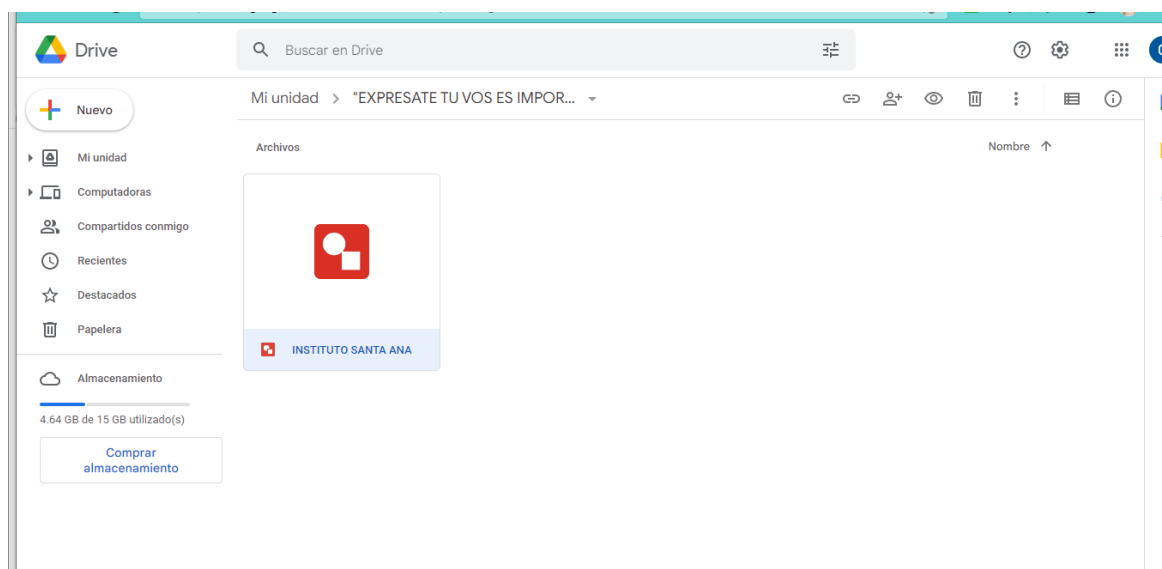 Drive
Buscar en Drive
Nuevo
Mi unidad > "EXPRESATE TU VOS ES IMPOR...
Archivos
Nombre
Mi unidad
Computadoras
Compartidos conmigo
Recientes
Destacados
Papelera
INSTITUTO SANTA ANA
Almacenamiento
4.64 GB de 15 GB utilizado(s)
Comprar
almacenamiento